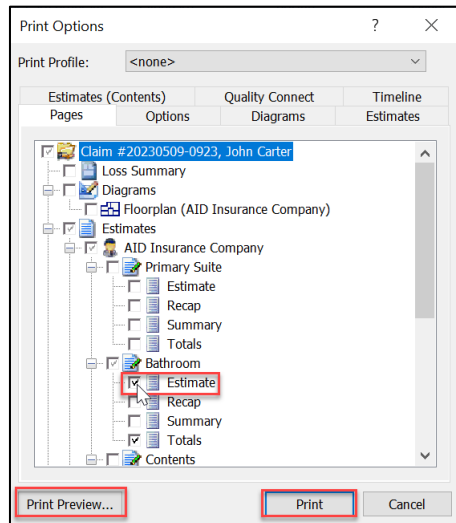 Print Options ?
Print Profile: <none>
Estimates (Contents) Quality Connect Timeline
Pages Options Diagrams Estimates
Claim #20230509-0923, John Carter
Loss Summary
Diagrams
Floorplan (AID Insurance Company)
Estimates
AID Insurance Company
Primary Suite
Estimate
Recap
Summary
Totals
Bathroom
Estimate
Recap
Summary
Totals
Contents
Print Preview... Print Cancel